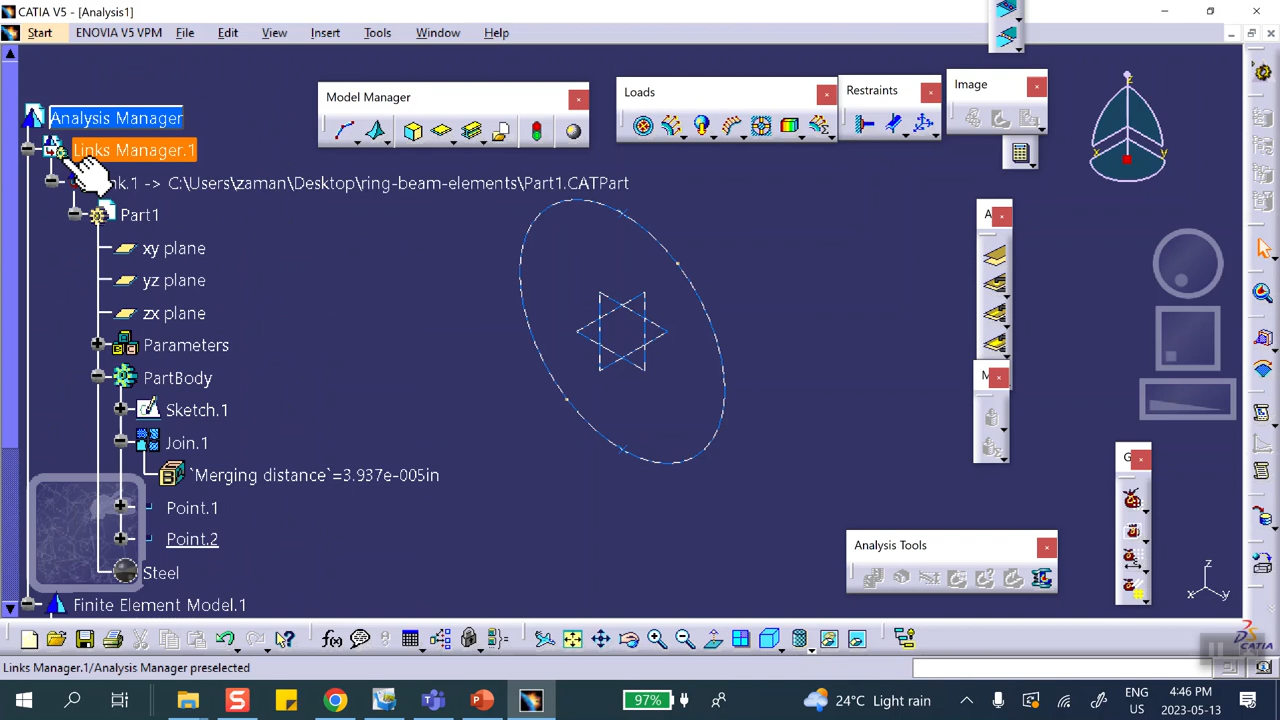 CATIA V5 - [Analysis1]
Start ENOVIA V5 VPM File Edit View Insert Tools Window Help
Analysis Manager
Links Manager.1
nk.1 -> C:\Users\zaman\Desktop\ring-beam-elements\Part1.CATPart
Part1
xy plane
yz plane
zx plane
Parameters
PartBody
Sketch.1
Join.1
`Merging distance`=3.937e-005in
Point.1
Point.2
Steel
Finite Element Model.1
Model Manager
Loads
Restraints
Image
A
M
G
Analysis Tools
z
x
y
z
x
y
f(x)
CATIA
Links Manager.1/Analysis Manager preselected
97%
24°C Light rain
ENG
US
4:46 PM
2023-05-13